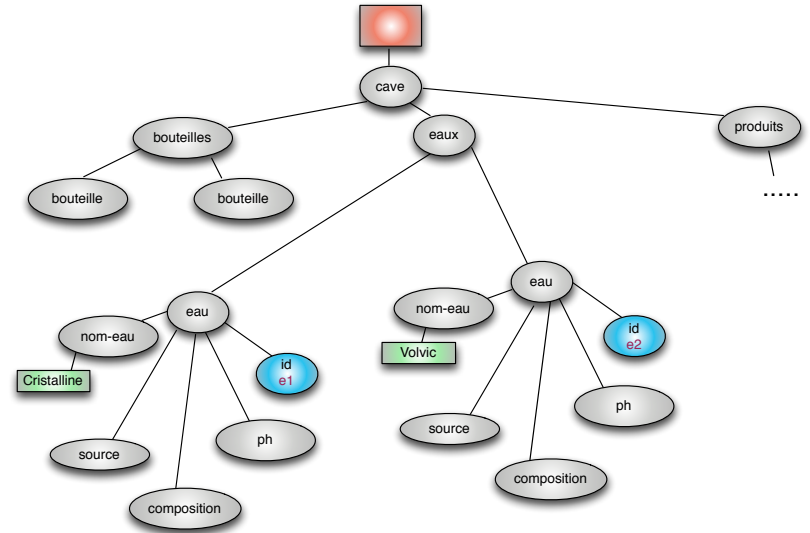 cave
bouteilles
eaux
produits
bouteille
bouteille
.....
eau
eau
nom-eau
nom-eau
id
e1
id
e2
Cristalline
Volvic
source
composition
ph
source
composition
ph